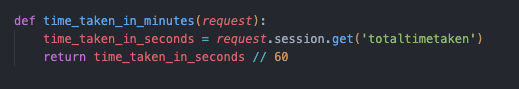 def time_taken_in_minutes(request):
    time_taken_in_seconds = request.session.get('totaltimetaken')
    return time_taken_in_seconds // 60